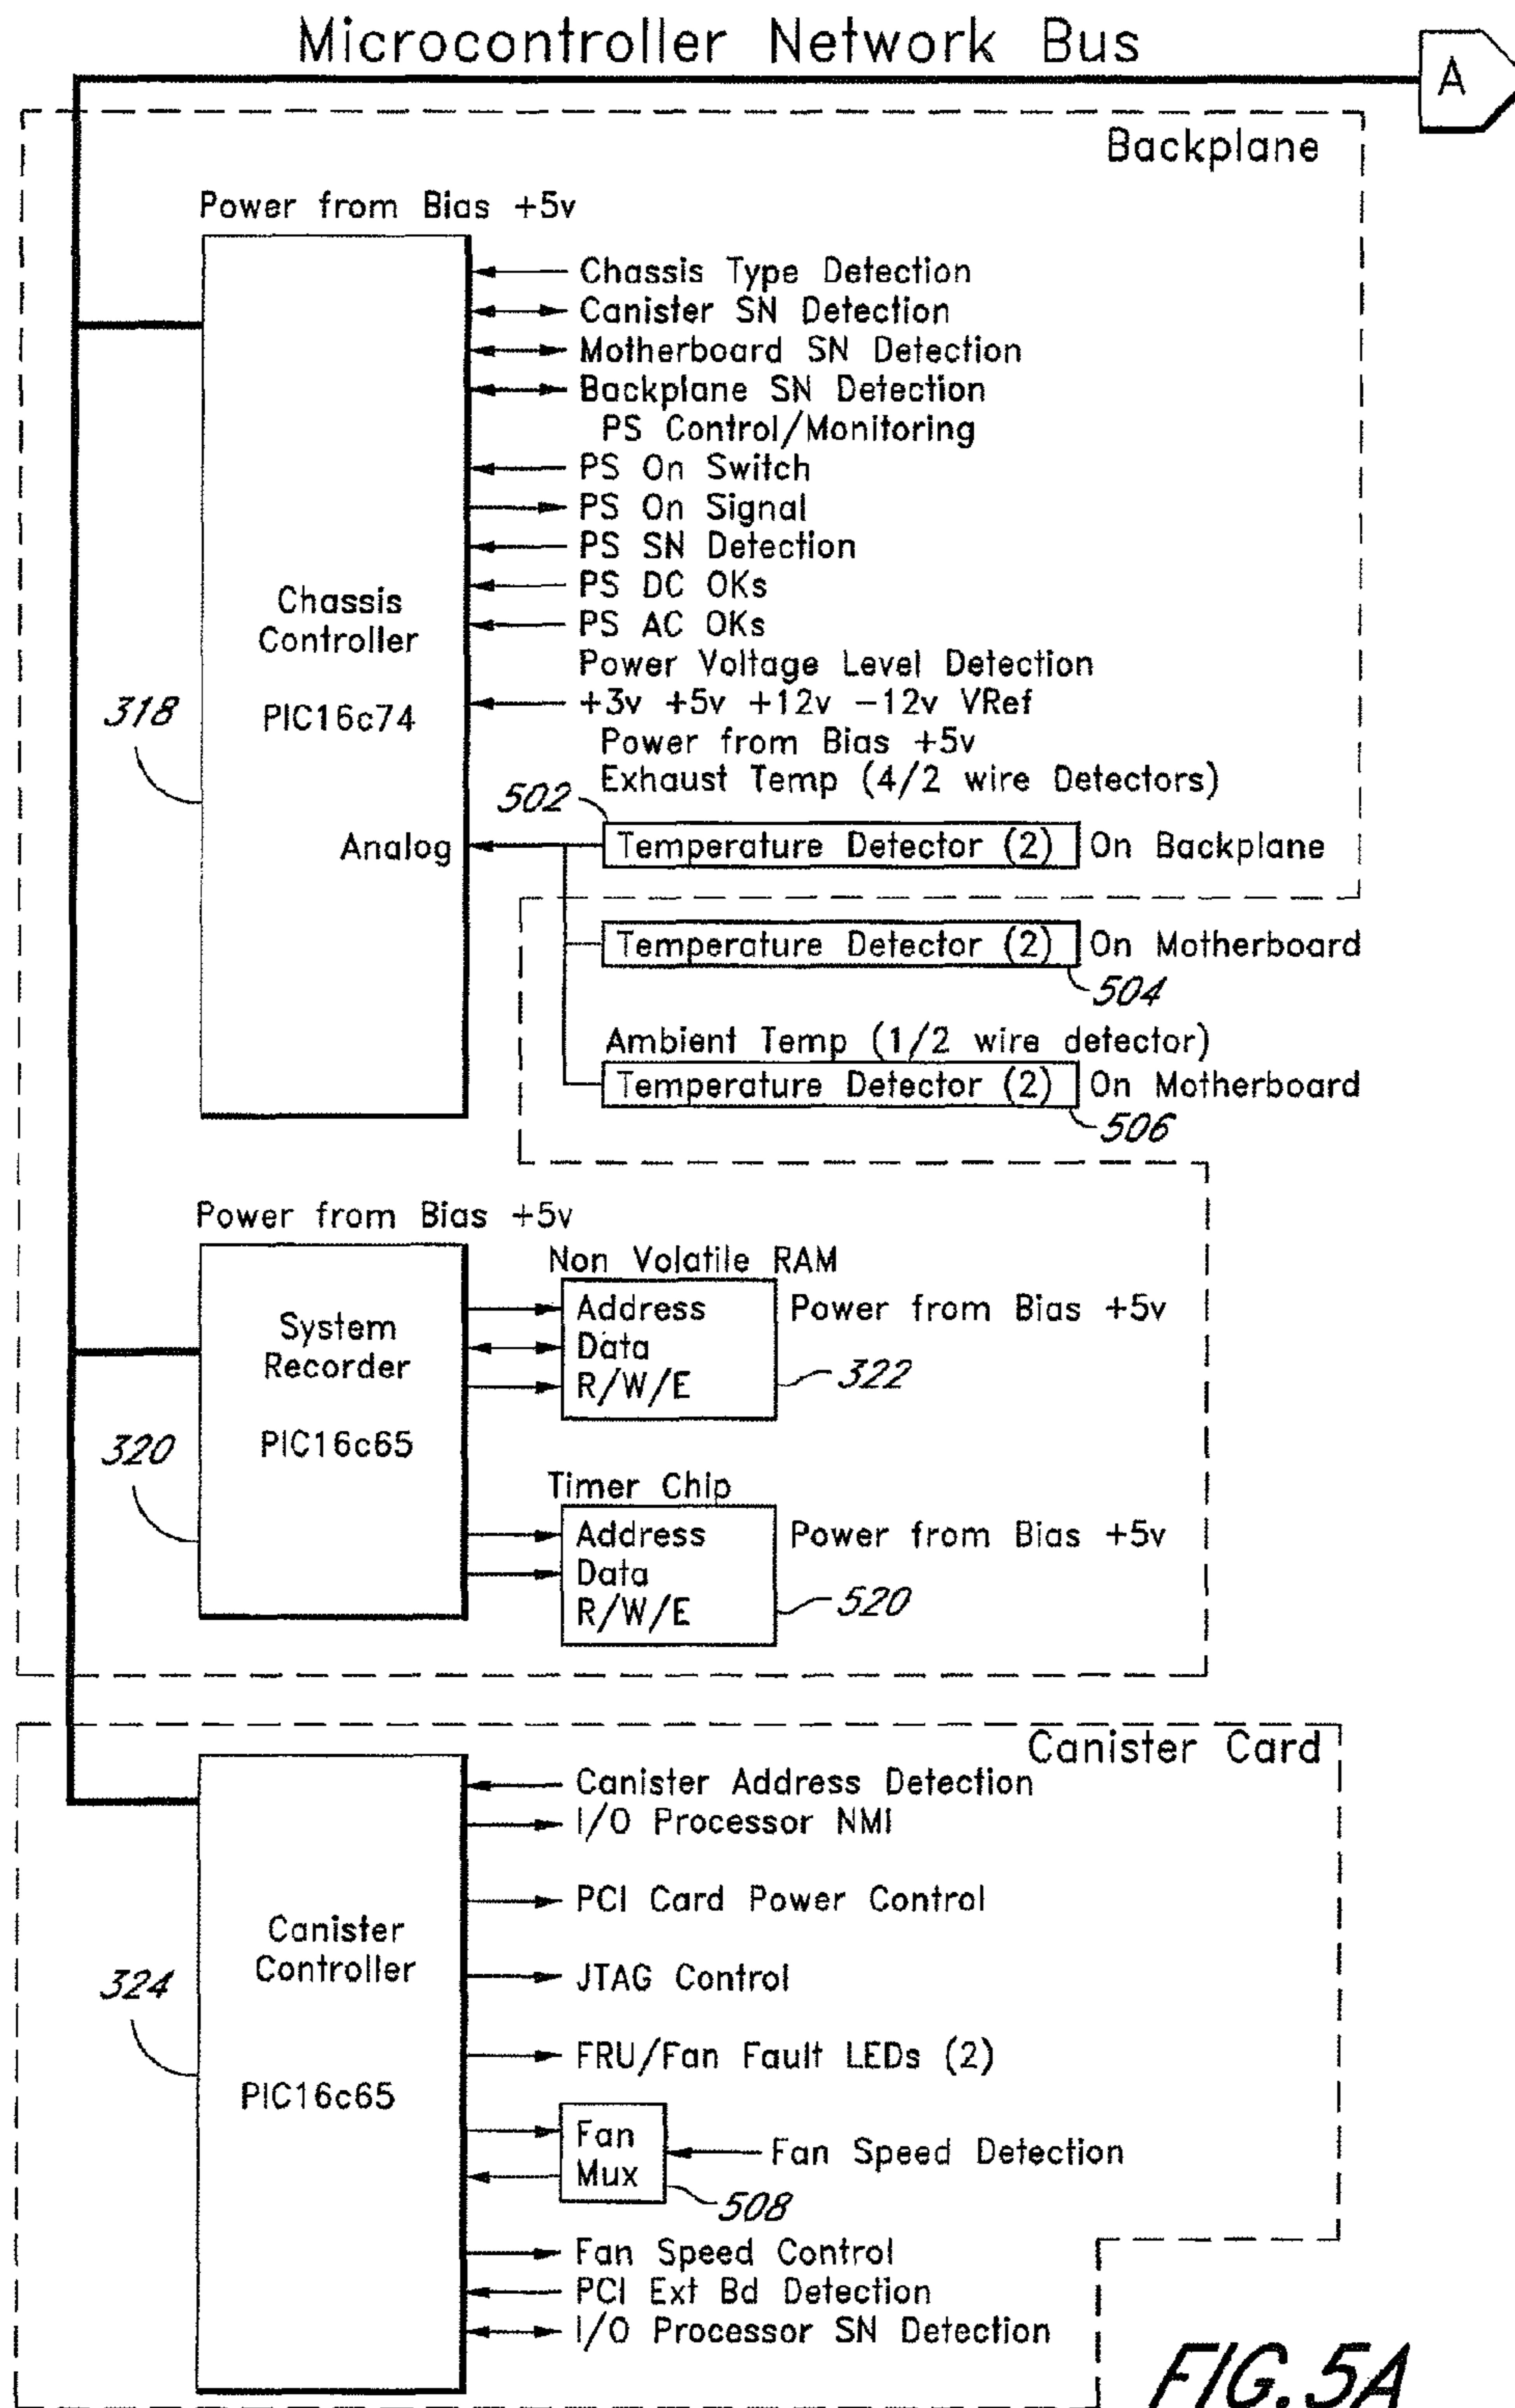 Microcontroller Network Bus
A
Backplane
Power from Bias +5v
Chassis Type Detection
Canister SN Detection
Motherboard SN Detection
Backplane SN Detection
PS Control/Monitoring
PS On Switch
PS On Signal
PS SN Detection
PS DC OKs
PS AC OKs
Power Voltage Level Detection
+3v +5v +12v -12v VRef
Power from Bias +5v
Exhaust Temp (4/2 wire Detectors)
Chassis
Controller
PIC16c74
318
Analog
502
Temperature Detector (2) On Backplane
Temperature Detector (2) On Motherboard
504
Ambient Temp (1/2 wire detector)
Temperature Detector (2) On Motherboard
506
Power from Bias +5v
System
Recorder
PIC16c65
320
Non Volatile RAM
Address
Data
R/W/E
Power from Bias +5v
322
Timer Chip
Address
Data
R/W/E
Power from Bias +5v
520
Canister Card
Canister Address Detection
I/O Processor NMI
PCI Card Power Control
JTAG Control
FRU/Fan Fault LEDs (2)
Canister
Controller
324
PIC16c65
Fan
Mux
Fan Speed Detection
508
Fan Speed Control
PCI Ext Bd Detection
I/O Processor SN Detection
FIG. 5A